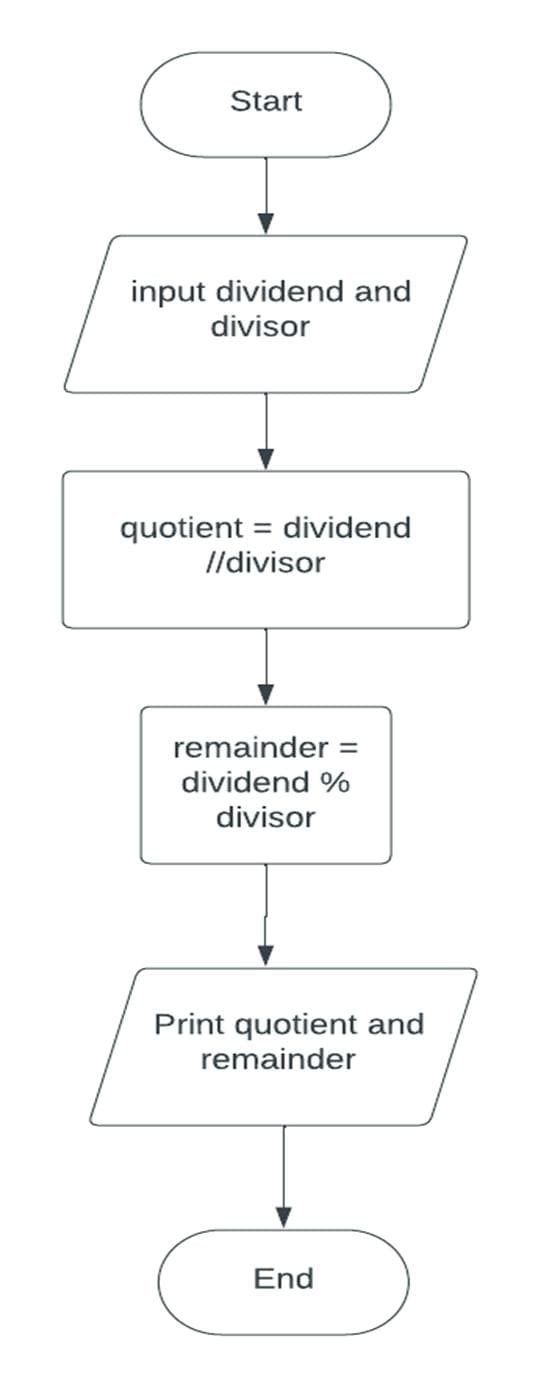 Start
input dividend and
divisor
quotient = dividend
//divisor
remainder =
dividend %
divisor
Print quotient and
remainder
End